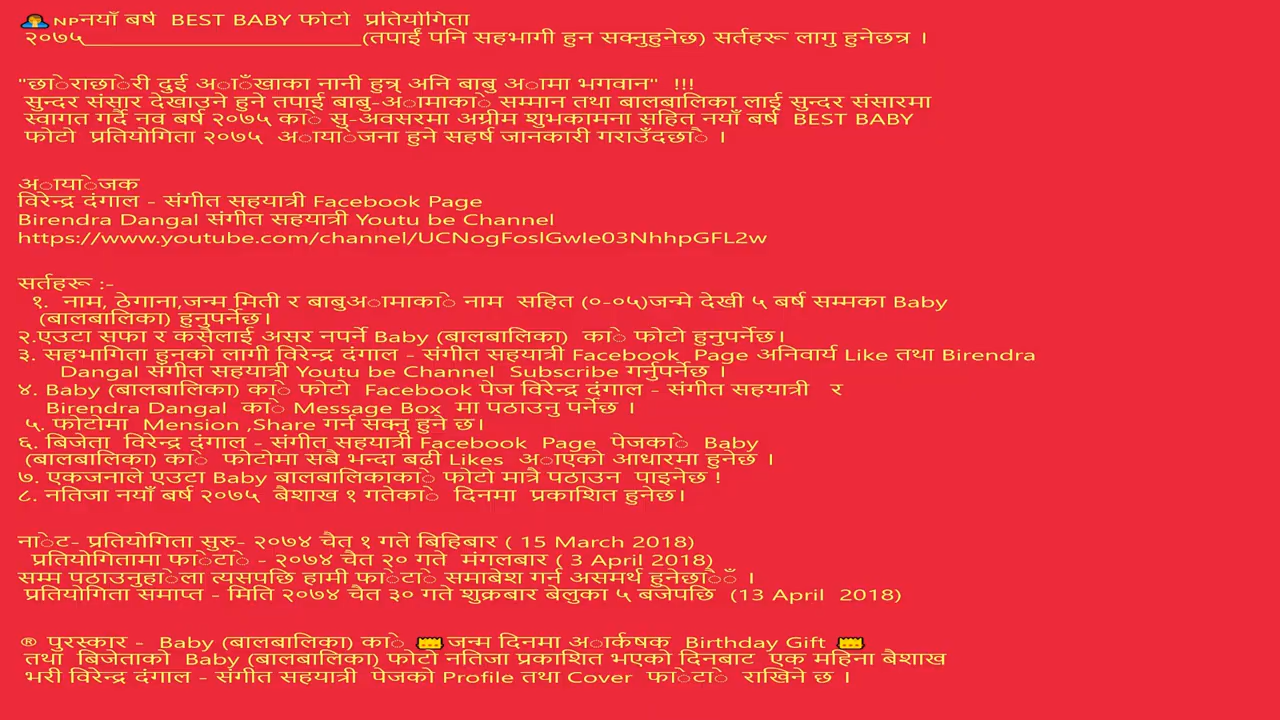 NPनयाँ बर्ष BEST BABY फोटो प्रतियोगिता
२०७५______________________(तपाईं पनि सहभागी हुन सक्नुहुनेछ) सर्तहरू लागु हुनेछन्र ।
"छाेराछाेरी दुई अाँखाका नानी हुन्र् अनि बाबु अामा भगवान" !!!
सुन्दर संसार देखाउने हुने तपाई बाबु-अामाकाे सम्मान तथा बालबालिका लाई सुन्दर संसारमा
स्वागत गर्दै नव बर्ष २०७५ काे सु-अवसरमा अग्रीम शुभकामना सहित नयाँ बर्ष BEST BABY
फोटो प्रतियोगिता २०७५ अायाेजना हुने सहर्ष जानकारी गराउँदछाै ।
अायाेजक
विरेन्द्र दंगाल - संगीत सहयात्री Facebook Page
Birendra Dangal संगीत सहयात्री Youtu be Channel
https://www.youtube.com/channel/UCNogFosIGwIe03NhhpGFL2w
सर्तहरू :-
१. नाम, ठेगाना,जन्म मिती र बाबुअामाकाे नाम सहित (०-०५)जन्मे देखी ५ बर्ष सम्मका Baby
(बालबालिका) हुनुपर्नेछ।
२.एउटा सफा र कसैलाई असर नपर्ने Baby (बालबालिका) काे फोटो हुनुपर्नेछ।
३. सहभागिता हुनको लागी विरेन्द्र दंगाल - संगीत सहयात्री Facebook Page अनिवार्य Like तथा Birendra
Dangal संगीत सहयात्री Youtu be Channel Subscribe गर्नुपर्नेछ ।
४. Baby (बालबालिका) काे फोटो Facebook पेज विरेन्द्र दंगाल - संगीत सहयात्री र
Birendra Dangal काे Message Box मा पठाउनु पर्नेछ ।
५. फोटोमा Mension ,Share गर्न सक्नु हुने छ।
६. बिजेता विरेन्द्र दंगाल - संगीत सहयात्री Facebook Page पेजकाे Baby
(बालबालिका) काे फोटोमा सबै भन्दा बढी Likes अाएको आधारमा हुनेछ ।
७. एकजनाले एउटा Baby बालबालिकाकाे फोटो मात्रै पठाउन पाइनेछ !
८. नतिजा नयाँ बर्ष २०७५ बैशाख १ गतेकाे दिनमा प्रकाशित हुनेछ।
नाेट- प्रतियोगिता सुरु- २०७४ चैत १ गते बिहिबार ( 15 March 2018)
प्रतियोगितामा फाेटाे - २०७४ चैत २० गते मंगलबार ( 3 April 2018)
सम्म पठाउनुहाेला त्यसपछि हामी फाेटाे समाबेश गर्न असमर्थ हुनेछाेँ ।
प्रतियोगिता समाप्त - मिति २०७४ चैत ३० गते शुक्रबार बेलुका ५ बजेपछि (13 April 2018)
® पुरस्कार - Baby (बालबालिका) काे 👑जन्म दिनमा अार्कषक Birthday Gift 👑
तथा बिजेताको Baby (बालबालिका) फोटो नतिजा प्रकाशित भएको दिनबाट एक महिना बैशाख
भरी विरेन्द्र दंगाल - संगीत सहयात्री पेजको Profile तथा Cover फाेटाे राखिने छ ।